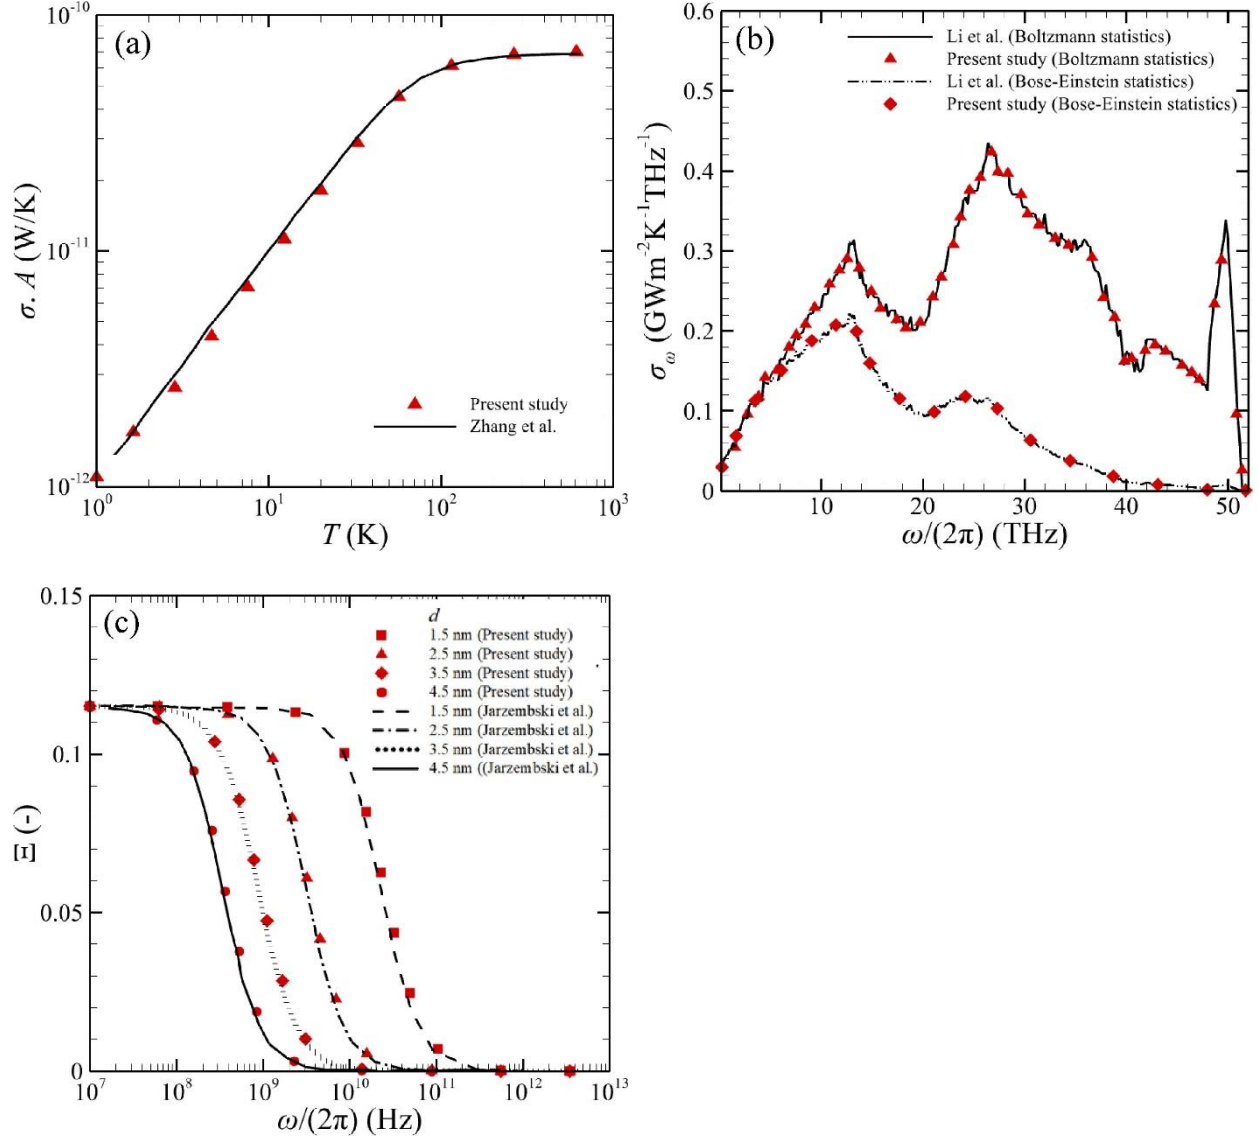 (a)
10⁻¹⁰
10⁻¹¹
10⁻¹²
σ. A (W/K)
Present study
Zhang et al.
10⁰ 10¹ 10² 10³
T (K)
(b)
Li et al. (Boltzmann statistics)
Present study (Boltzmann statistics)
Li et al. (Bose-Einstein statistics)
Present study (Bose-Einstein statistics)
0.6
0.5
0.4
0.3
0.2
0.1
0
σω (GWm⁻²K⁻¹THz⁻¹)
10 20 30 40 50
ω/(2π) (THz)
(c)
d
1.5 nm (Present study)
2.5 nm (Present study)
3.5 nm (Present study)
4.5 nm (Present study)
1.5 nm (Jarzembski et al.)
2.5 nm (Jarzembski et al.)
3.5 nm (Jarzembski et al.)
4.5 nm ((Jarzembski et al.)
0.15
0.1
0.05
0
Ξ (-)
10⁷ 10⁸ 10⁹ 10¹⁰ 10¹¹ 10¹² 10¹³
ω/(2π) (Hz)